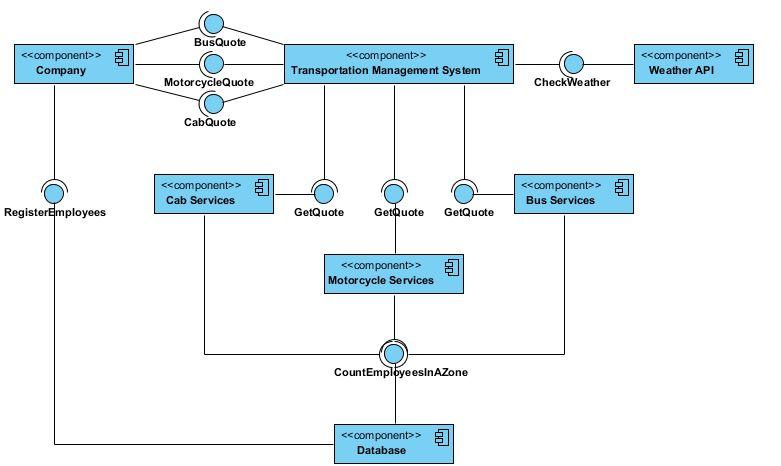 BusQuote
<<component>>
Company
MotorcycleQuote
<<component>>
Transportation Management System
CheckWeather
<<component>>
Weather API
CabQuote
RegisterEmployees
<<component>>
Cab Services
GetQuote
GetQuote
GetQuote
<<component>>
Bus Services
<<component>>
Motorcycle Services
CountEmployeesInAZone
<<component>>
Database